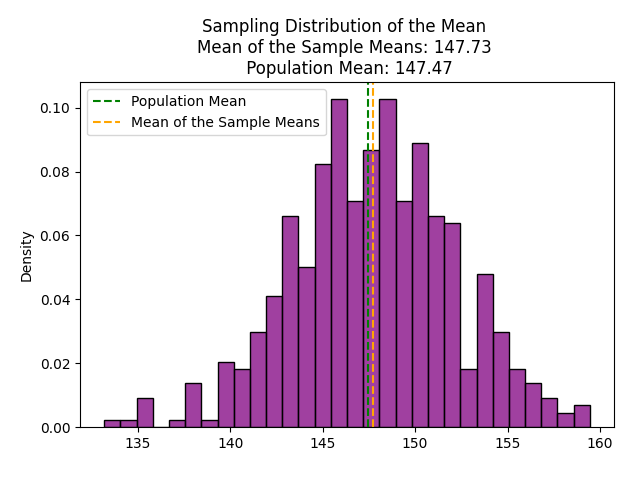 Sampling Distribution of the Mean
Mean of the Sample Means: 147.73
Population Mean: 147.47
Population Mean
Mean of the Sample Means
Density
0.10
0.08
0.06
0.04
0.02
0.00
135 140 145 150 155 160